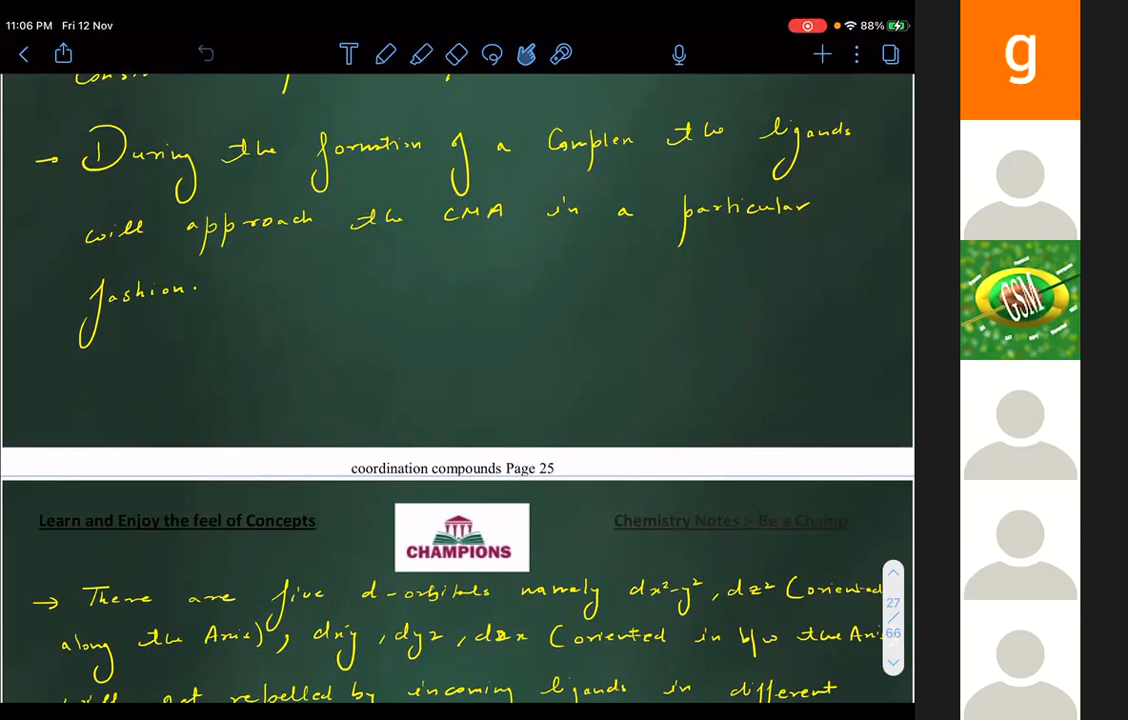 11:06 PM Fri 12 Nov
88%
g
→ During the formation of a Complex the ligands
will approach the CMA in a particular
fashion.
GSM
coordination compounds Page 25
Learn and Enjoy the feel of Concepts
CHAMPIONS
Chemistry Notes :- Be a Champ
→ There are five d-orbitals namely dx²-y², dz² (oriented
along the Axis), dxy, dyz, dzx (oriented in b/w the Axi
27
/
66
will get repelled by incoming ligands in different